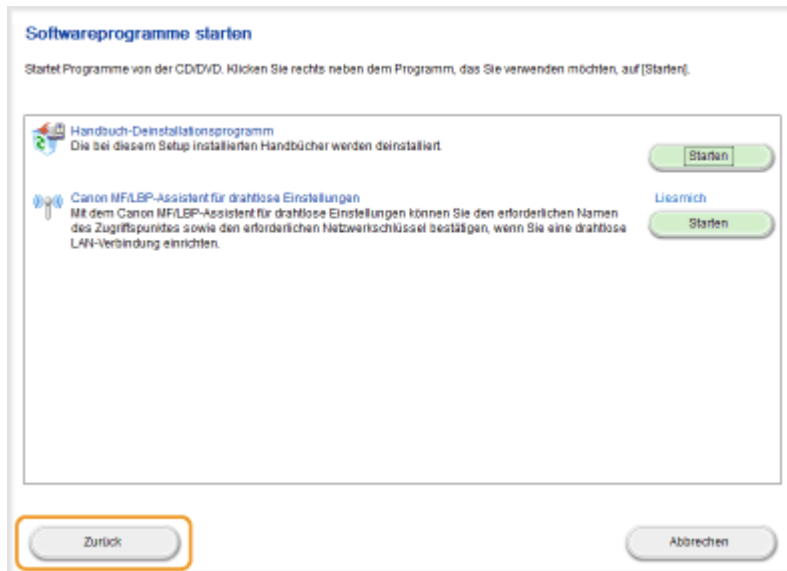 Softwareprogramme starten
Startet Programme von der CD/DVD. Klicken Sie rechts neben dem Programm, das Sie verwenden möchten, auf [Starten].
Handbuch-Deinstallationsprogramm
Die bei diesem Setup installierten Handbücher werden deinstalliert.
Starten
Canon MF/LBP-Assistent für drahtlose Einstellungen
Liesmich
Mit dem Canon MF/LBP-Assistent für drahtlose Einstellungen können Sie den erforderlichen Namen
des Zugriffspunktes sowie den erforderlichen Netzwerkschlüssel bestätigen, wenn Sie eine drahtlose
LAN-Verbindung einrichten.
Starten
Zurück
Abbrechen